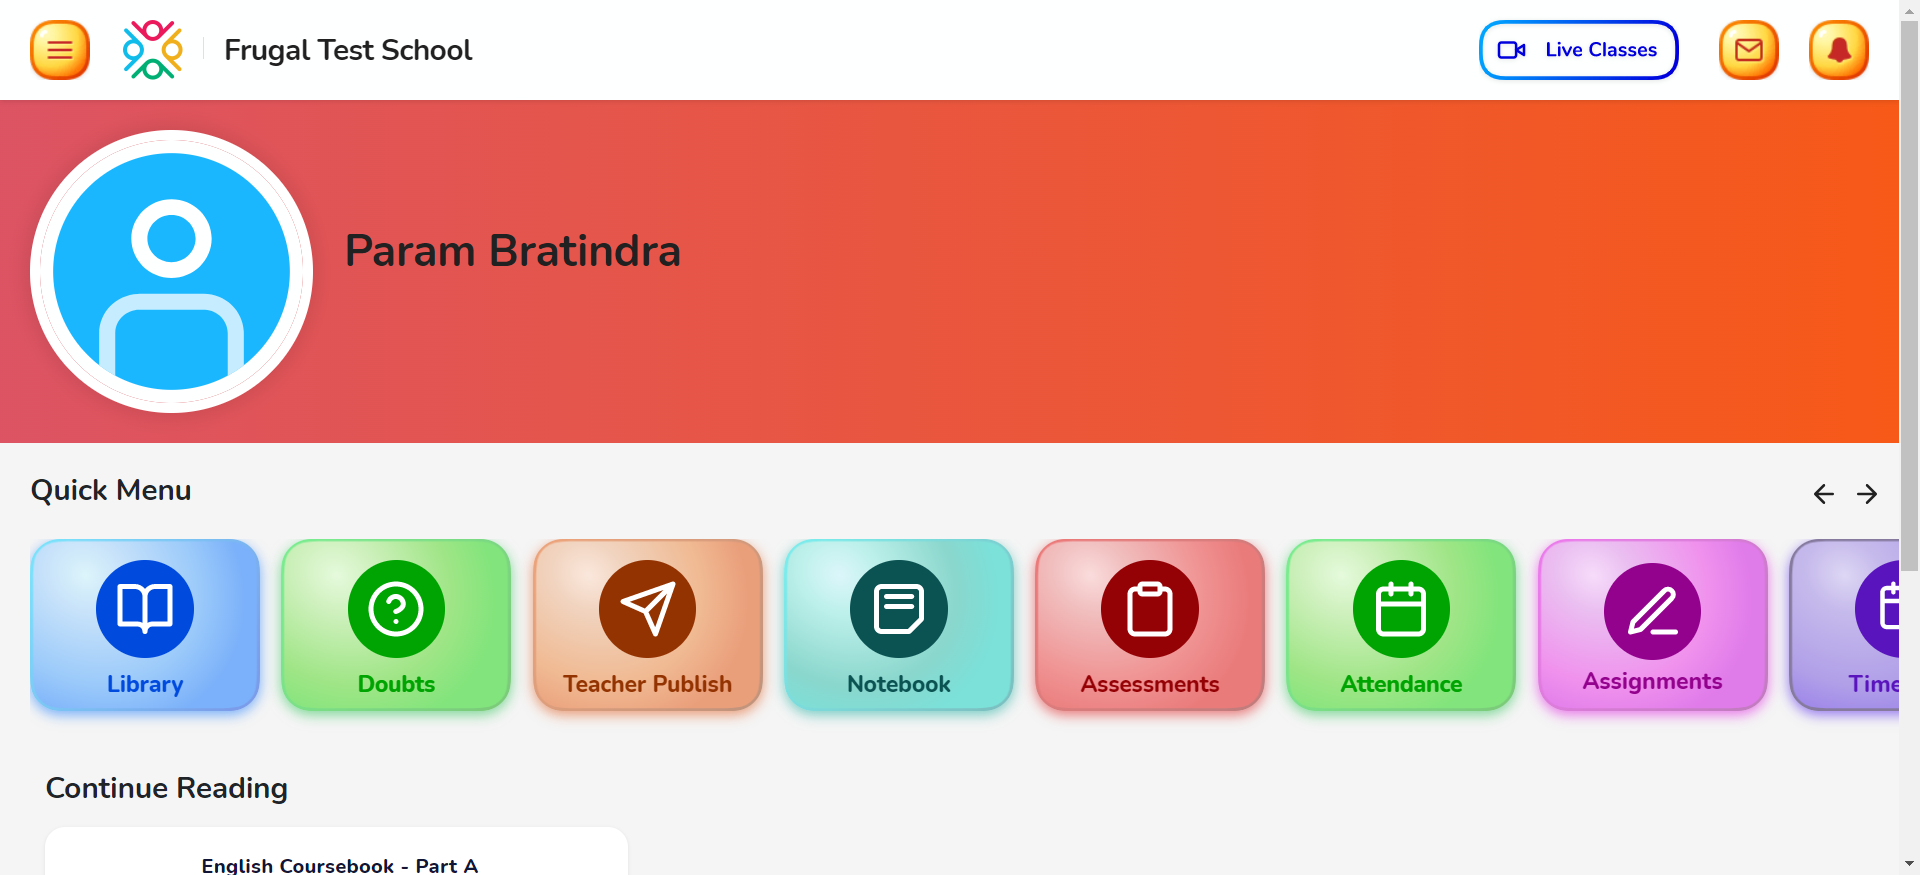 Frugal Test School
Live Classes
Param Bratindra
Quick Menu
Library
Doubts
Teacher Publish
Notebook
Assessments
Attendance
Assignments
Time
Continue Reading
English Coursebook - Part A